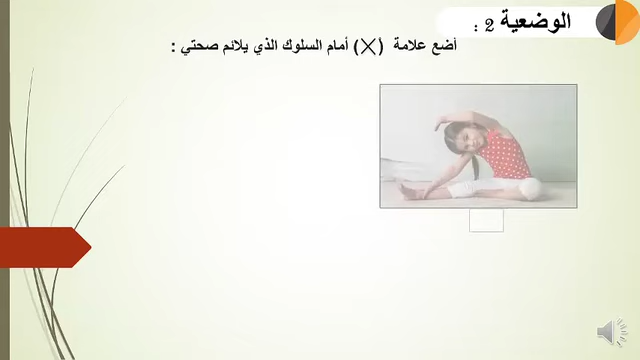 الوضعية 2 :
أضع علامة (X) أمام السلوك الذي يلائم صحتي :